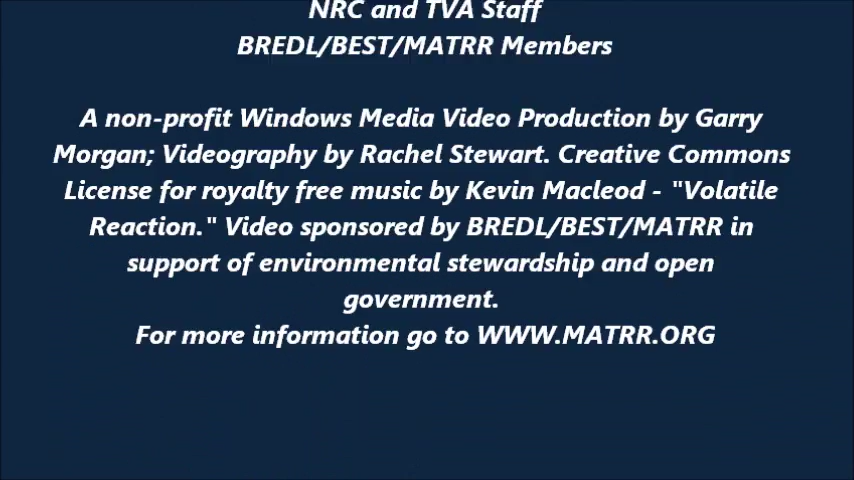 NRC and TVA Staff
BREDL/BEST/MATRR Members
A non-profit Windows Media Video Production by Garry
Morgan; Videography by Rachel Stewart. Creative Commons
License for royalty free music by Kevin Macleod - "Volatile
Reaction." Video sponsored by BREDL/BEST/MATRR in
support of environmental stewardship and open
government.
For more information go to WWW.MATRR.ORG